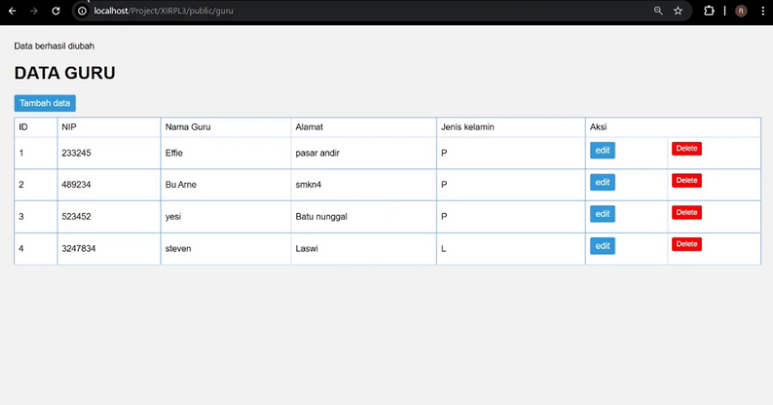 localhost/Project/XIRPL3/public/guru
R
Data berhasil diubah
DATA GURU
Tambah data
ID NIP Nama Guru Alamat Jenis kelamin Aksi
1 233245 Effie pasar andir P edit Delete
2 489234 Bu Arne smkn4 P edit Delete
3 523452 yesi Batu nunggal P edit Delete
4 3247834 steven Laswi L edit Delete